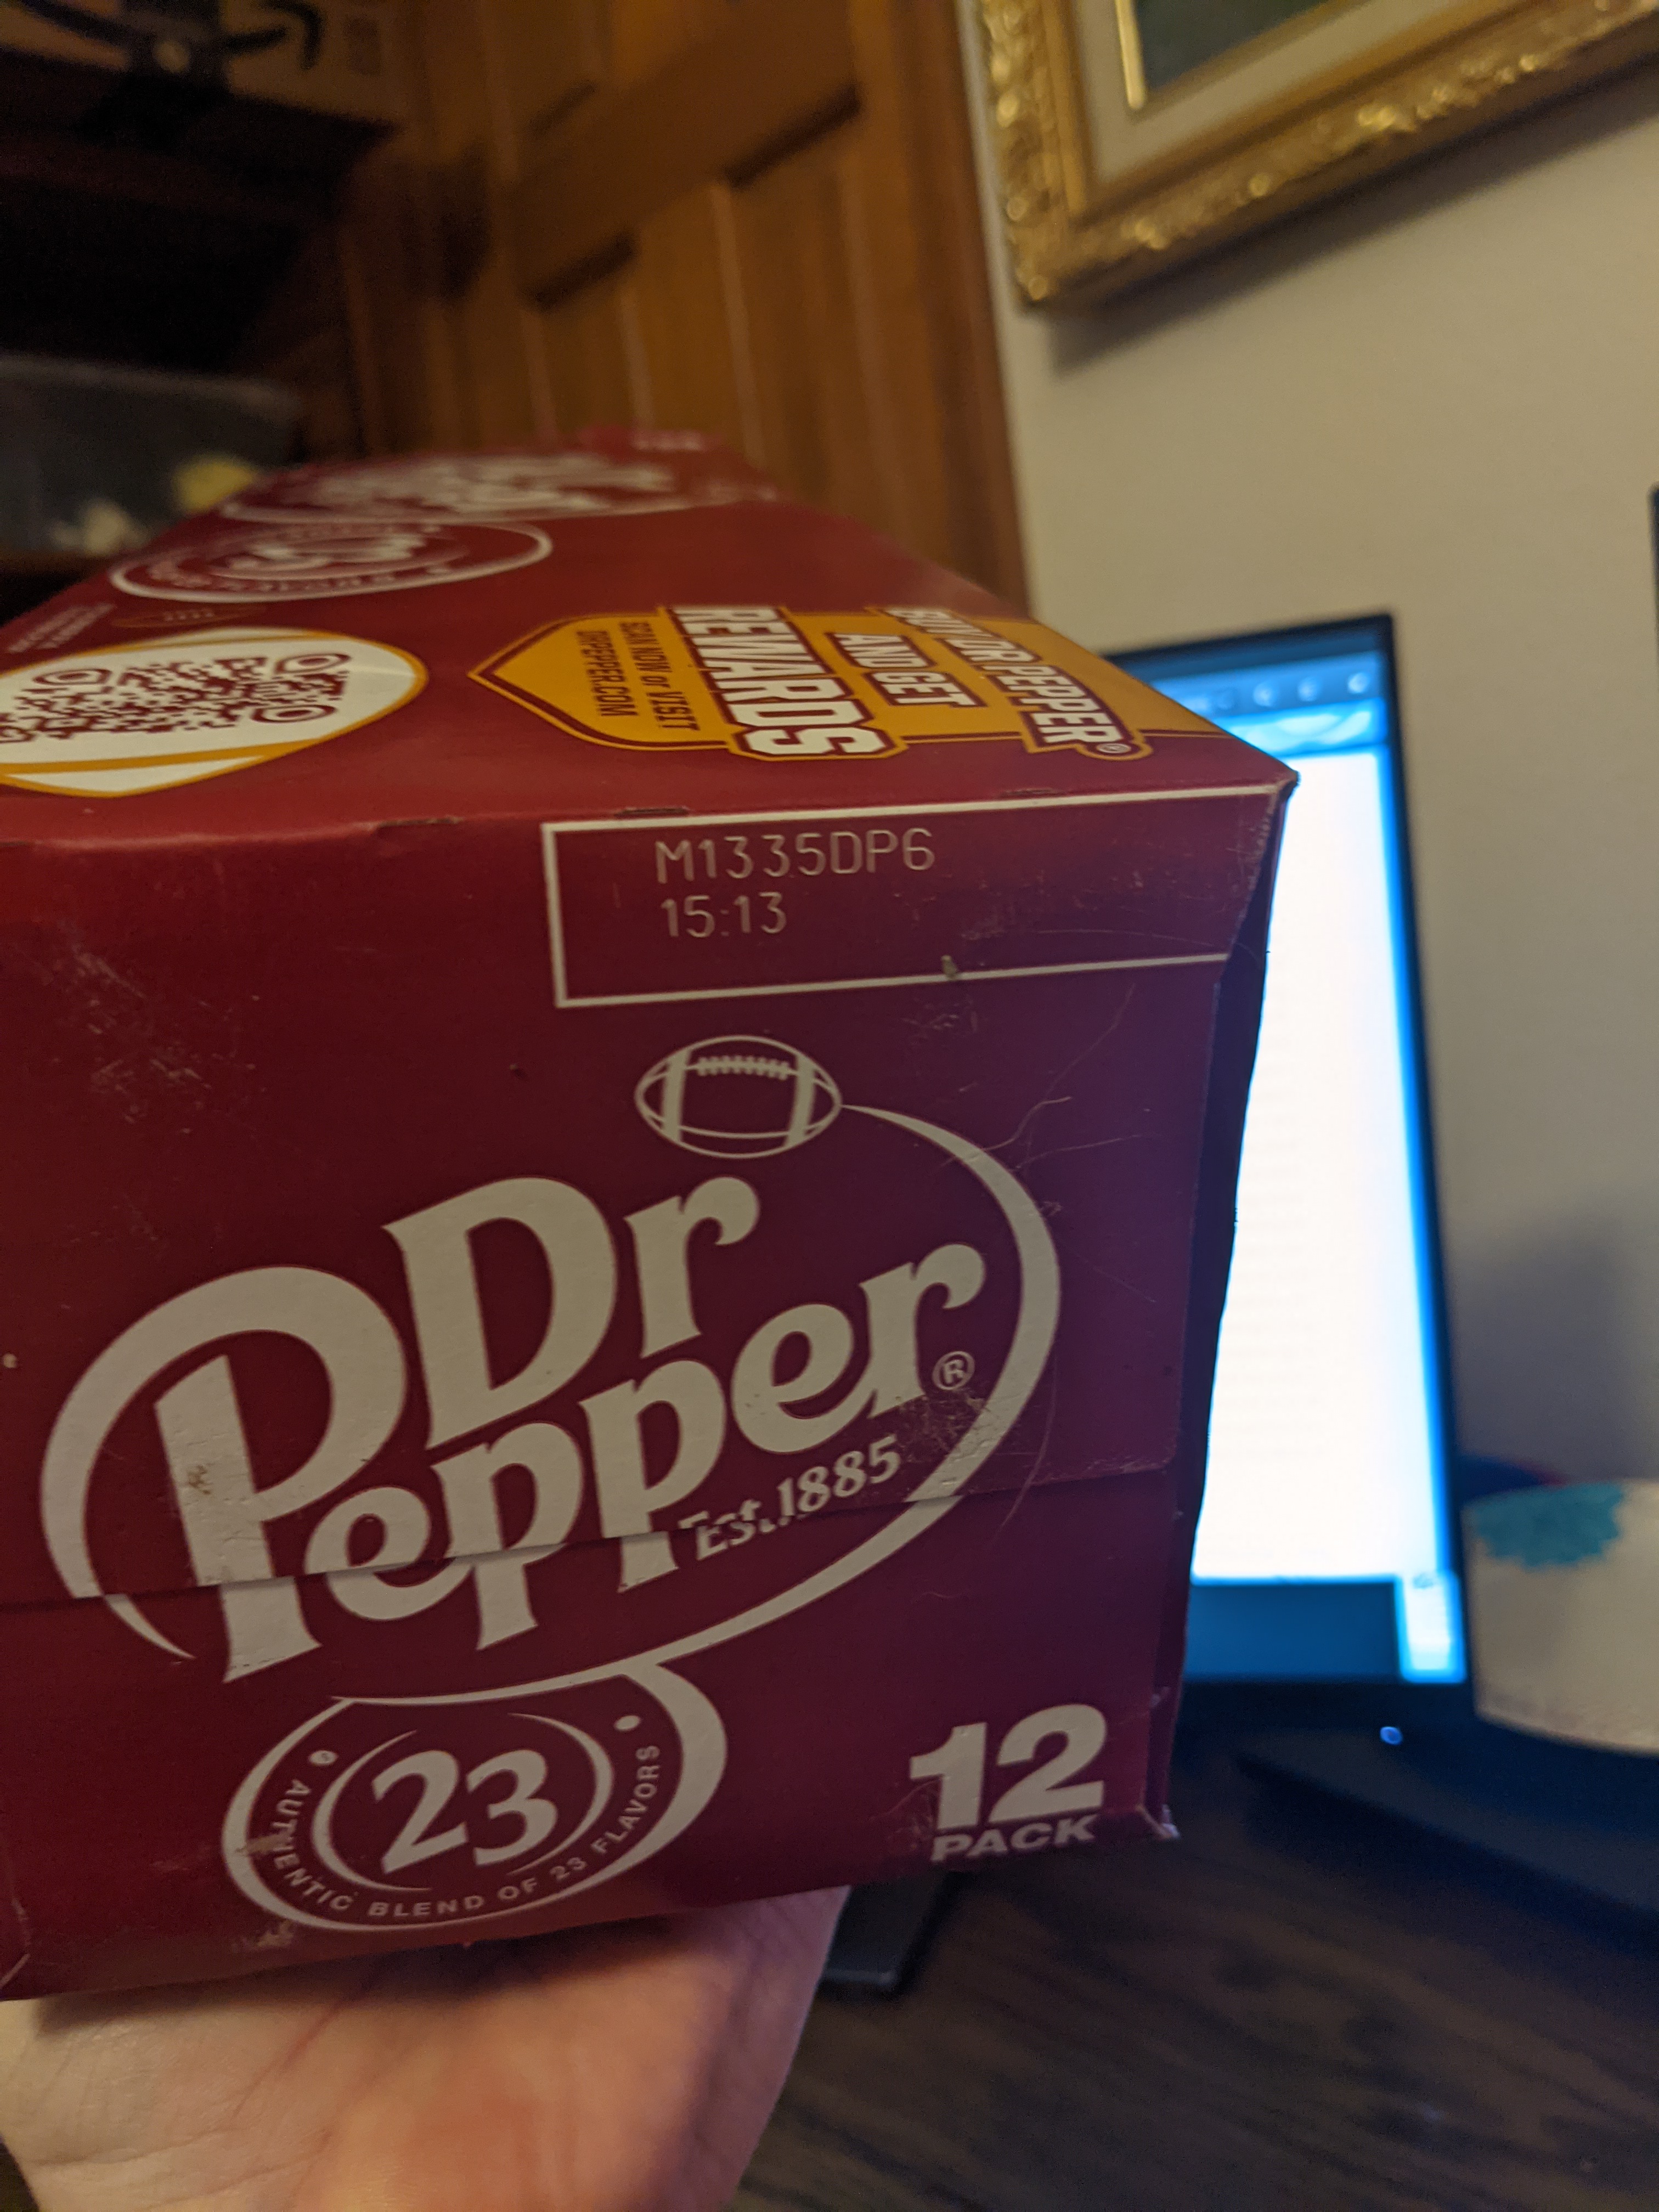 BUY DR PEPPER®
AND GET
REWARDS
SCAN NOW or VISIT
DRPEPPER.COM
M1335DP6
15:13
Dr
Pepper®
Est.1885
23
AUTHENTIC BLEND OF 23 FLAVORS
12
PACK